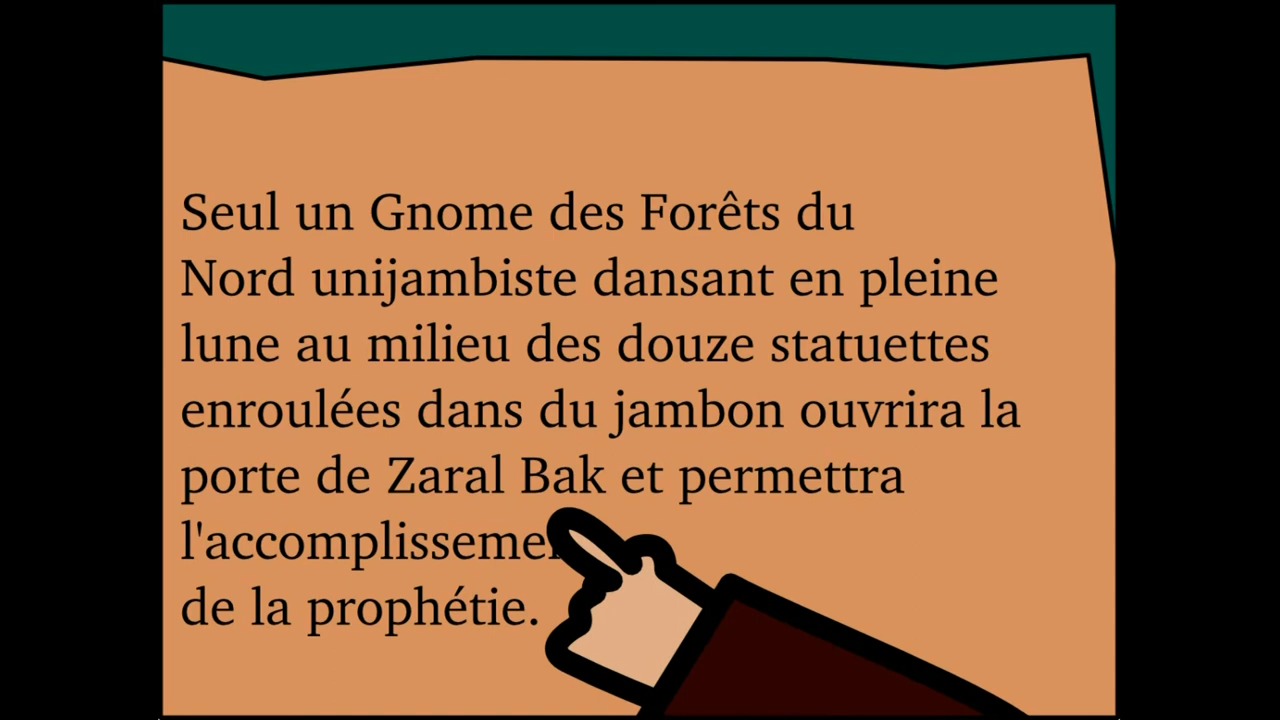 Seul un Gnome des Forêts du
Nord unijambiste dansant en pleine
lune au milieu des douze statuettes
enroulées dans du jambon ouvrira la
porte de Zaral Bak et permettra
l'accomplissement
de la prophétie.